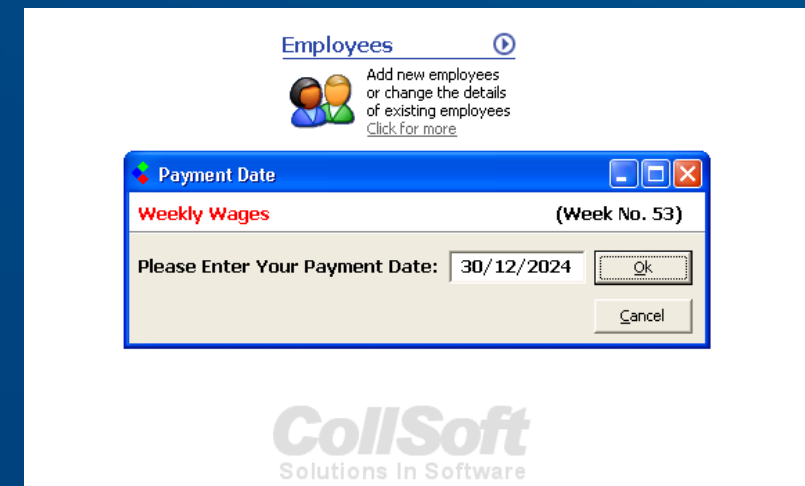 Employees
Add new employees
or change the details
of existing employees
Click for more
Payment Date
Weekly Wages (Week No. 53)
Please Enter Your Payment Date: 30/12/2024 Ok
Cancel
CollSoft
Solutions In Software